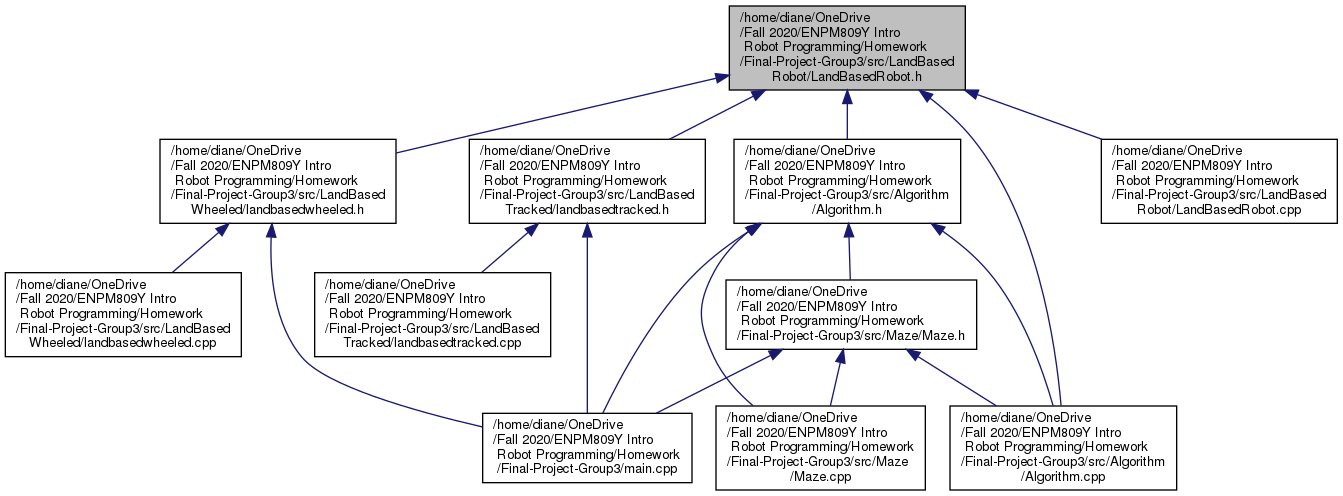 /home/diane/OneDrive
/Fall 2020/ENPM809Y Intro
Robot Programming/Homework
/Final-Project-Group3/src/LandBased
Robot/LandBasedRobot.h
/home/diane/OneDrive
/Fall 2020/ENPM809Y Intro
Robot Programming/Homework
/Final-Project-Group3/src/LandBased
Wheeled/landbasedwheeled.h
/home/diane/OneDrive
/Fall 2020/ENPM809Y Intro
Robot Programming/Homework
/Final-Project-Group3/src/LandBased
Tracked/landbasedtracked.h
/home/diane/OneDrive
/Fall 2020/ENPM809Y Intro
Robot Programming/Homework
/Final-Project-Group3/src/Algorithm
/Algorithm.h
/home/diane/OneDrive
/Fall 2020/ENPM809Y Intro
Robot Programming/Homework
/Final-Project-Group3/src/LandBased
Robot/LandBasedRobot.cpp
/home/diane/OneDrive
/Fall 2020/ENPM809Y Intro
Robot Programming/Homework
/Final-Project-Group3/src/LandBased
Wheeled/landbasedwheeled.cpp
/home/diane/OneDrive
/Fall 2020/ENPM809Y Intro
Robot Programming/Homework
/Final-Project-Group3/src/LandBased
Tracked/landbasedtracked.cpp
/home/diane/OneDrive
/Fall 2020/ENPM809Y Intro
Robot Programming/Homework
/Final-Project-Group3/src/Maze/Maze.h
/home/diane/OneDrive
/Fall 2020/ENPM809Y Intro
Robot Programming/Homework
/Final-Project-Group3/main.cpp
/home/diane/OneDrive
/Fall 2020/ENPM809Y Intro
Robot Programming/Homework
/Final-Project-Group3/src/Maze
/Maze.cpp
/home/diane/OneDrive
/Fall 2020/ENPM809Y Intro
Robot Programming/Homework
/Final-Project-Group3/src/Algorithm
/Algorithm.cpp